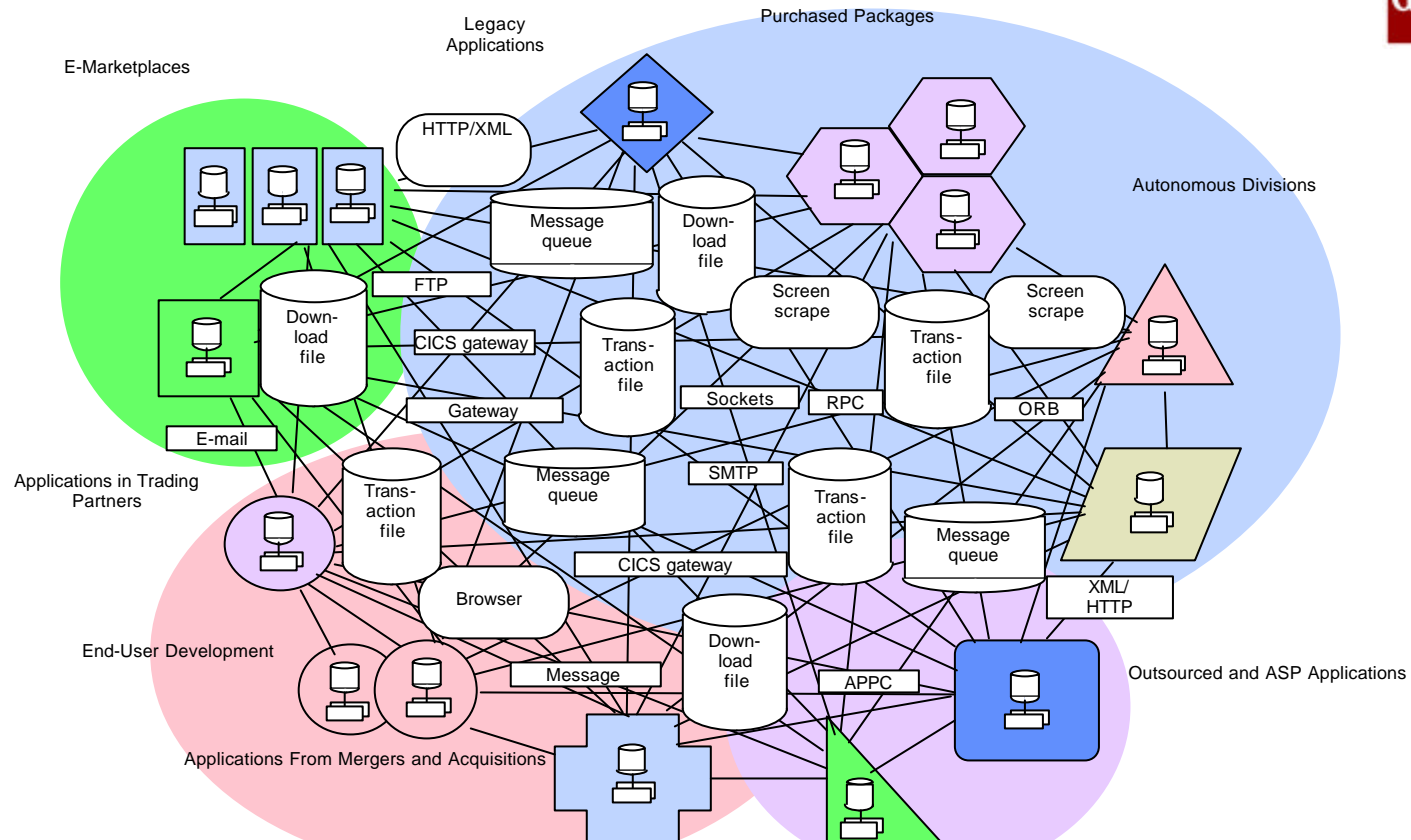 Purchased Packages
Legacy
Applications
E-Marketplaces
HTTP/XML
Autonomous Divisions
Message
queue
Down-
load
file
FTP
Screen
scrape
Screen
scrape
Down-
load
file
CICS gateway
Trans-
action
file
Trans-
action
file
Gateway
Sockets
RPC
ORB
E-mail
Applications in Trading
Partners
Trans-
action
file
Message
queue
SMTP
Trans-
action
file
Message
queue
CICS gateway
XML/
HTTP
Browser
End-User Development
Down-
load
file
Message
APPC
Outsourced and ASP Applications
Applications From Mergers and Acquisitions